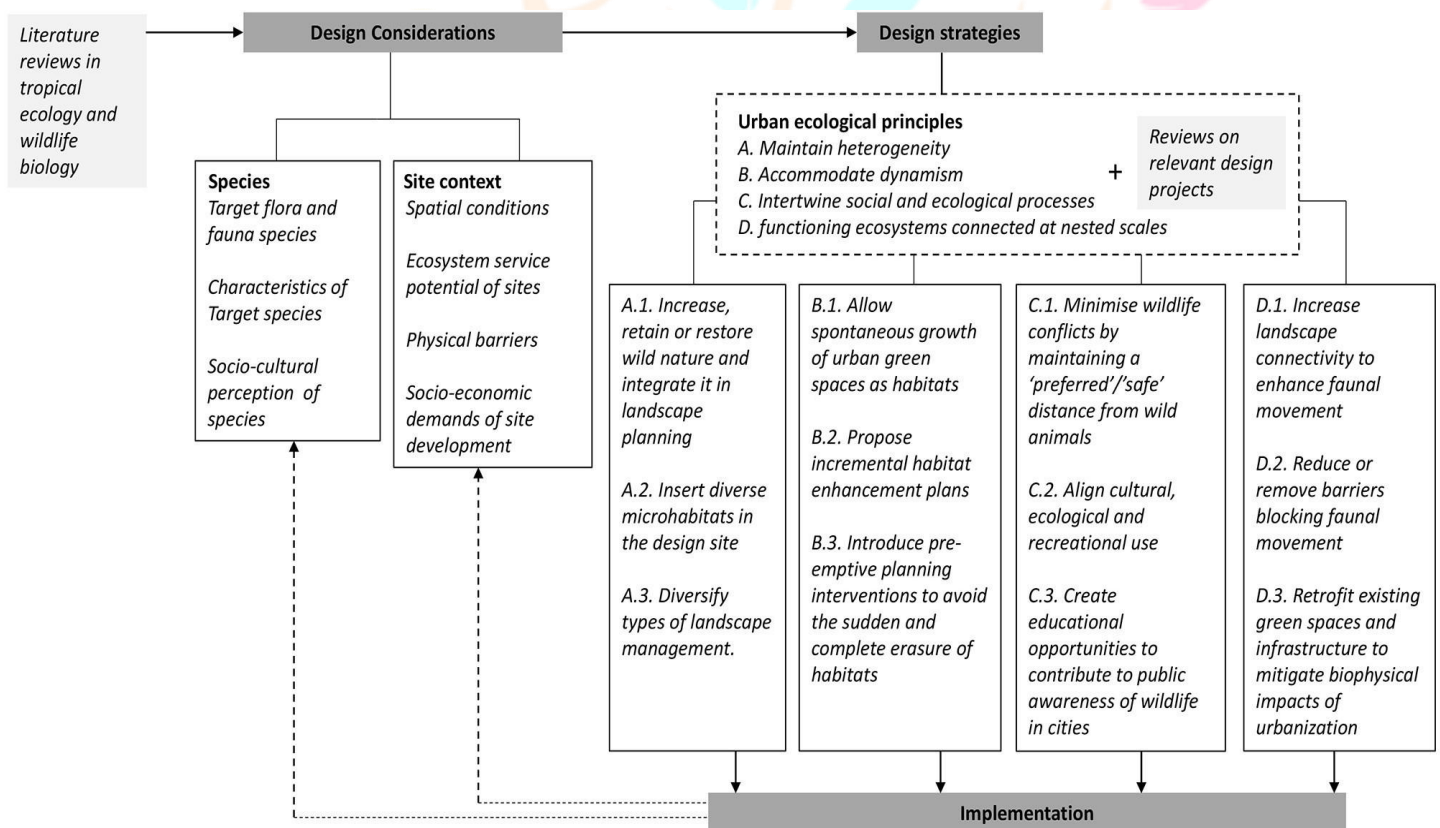 Literature
reviews in
tropical
ecology and
wildlife
biology
Design Considerations
Design strategies
Urban ecological principles
A. Maintain heterogeneity
B. Accommodate dynamism
C. Intertwine social and ecological processes
D. functioning ecosystems connected at nested scales
+
Reviews on
relevant design
projects
Species
Target flora and
fauna species
Characteristics of
Target species
Socio-cultural
perception of
species
Site context
Spatial conditions
Ecosystem service
potential of sites
Physical barriers
Socio-economic
demands of site
development
A.1. Increase,
retain or restore
wild nature and
integrate it in
landscape
planning
A.2. Insert diverse
microhabitats in
the design site
A.3. Diversify
types of landscape
management.
B.1. Allow
spontaneous growth
of urban green
spaces as habitats
B.2. Propose
incremental habitat
enhancement plans
B.3. Introduce pre-
emptive planning
interventions to avoid
the sudden and
complete erasure of
habitats
C.1. Minimise wildlife
conflicts by
maintaining a
‘preferred’/’safe’
distance from wild
animals
C.2. Align cultural,
ecological and
recreational use
C.3. Create
educational
opportunities to
contribute to public
awareness of wildlife
in cities
D.1. Increase
landscape
connectivity to
enhance faunal
movement
D.2. Reduce or
remove barriers
blocking faunal
movement
D.3. Retrofit existing
green spaces and
infrastructure to
mitigate biophysical
impacts of
urbanization
Implementation